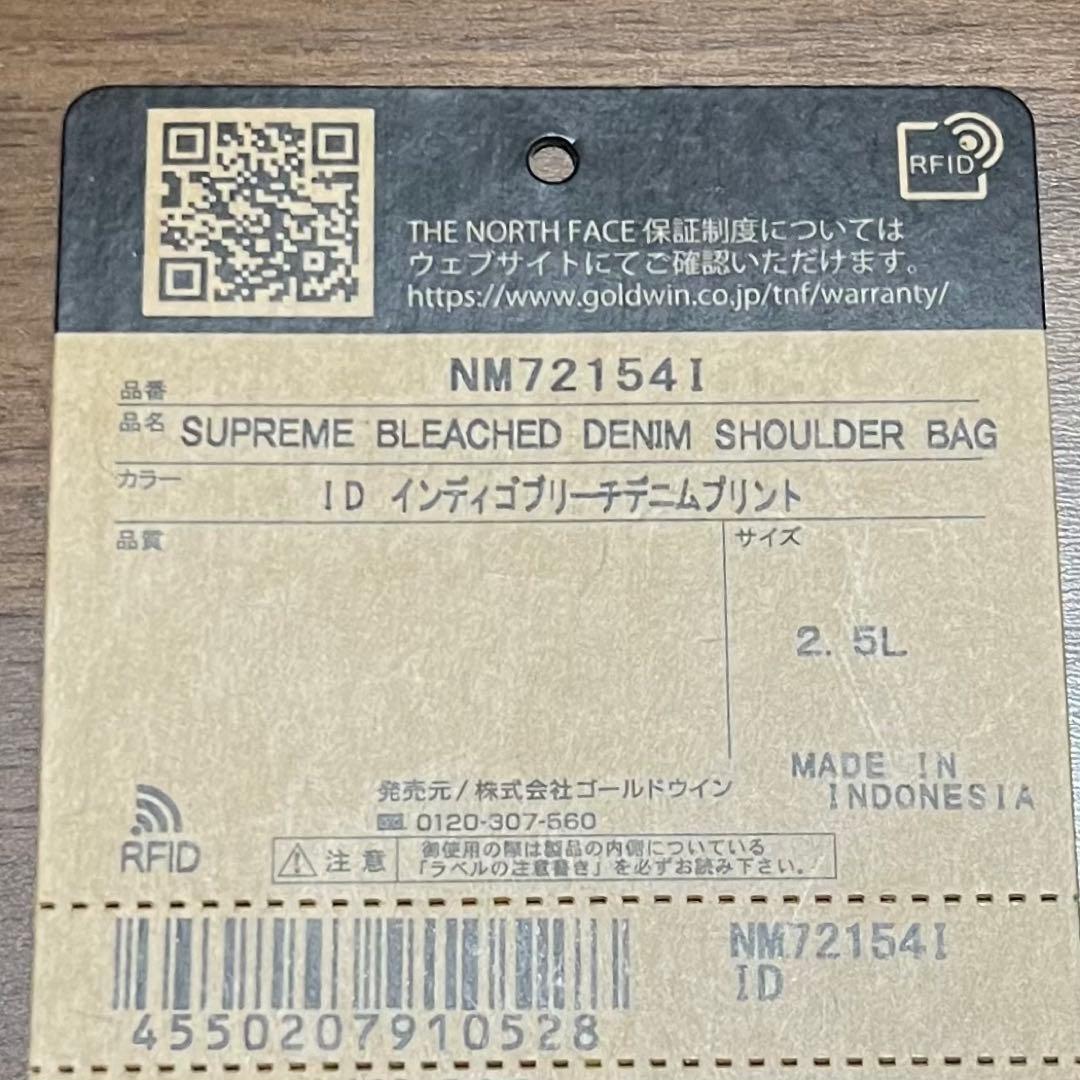 RFID
THE NORTH FACE 保証制度については
ウェブサイトにてご確認いただけます。
https://www.goldwin.co.jp/tnf/warranty/
品番 NM72154I
品名 SUPREME BLEACHED DENIM SHOULDER BAG
カラー ID インディゴブリーチデニムプリント
品質
サイズ
2.5L
MADE IN
INDONESIA
発売元/株式会社ゴールドウイン
0120-307-560
RFID
注意
御使用の際は製品の内側についている
「ラベルの注意書き」を必ずお読み下さい。
NM72154I
ID
4550207910528